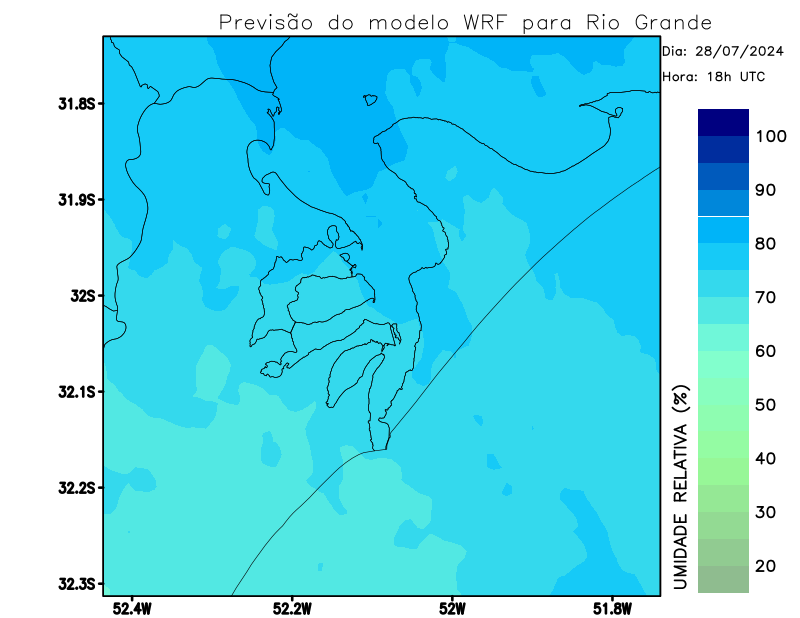 Previsão do modelo WRF para Rio Grande
Dia: 28/07/2024
Hora: 18h UTC
31.8S
31.9S
32S
32.1S
32.2S
32.3S
52.4W
52.2W
52W
51.8W
100
90
80
70
60
50
40
30
20
UMIDADE RELATIVA (%)